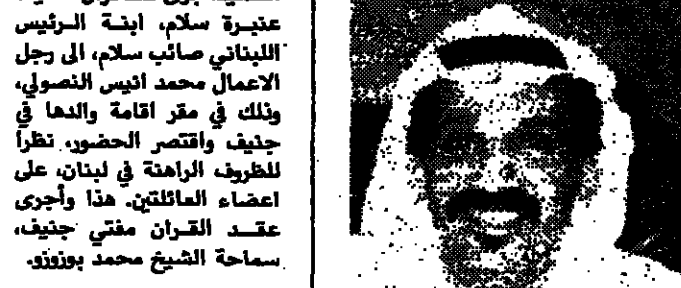 عنبرة سلام، ابنة الرئيس
اللبناني صائب سلام، الى رجل
الاعمال محمد انيس النصولي،
وذلك في مقر اقامة والدها في
جنيف واقتصر الحضور، نظراً
للظروف الراهنة في لبنان، على
اعضاء العائلتين. هذا وأجرى
عقد القران مفتي جنيف،
سماحة الشيخ محمد بوزوزو.